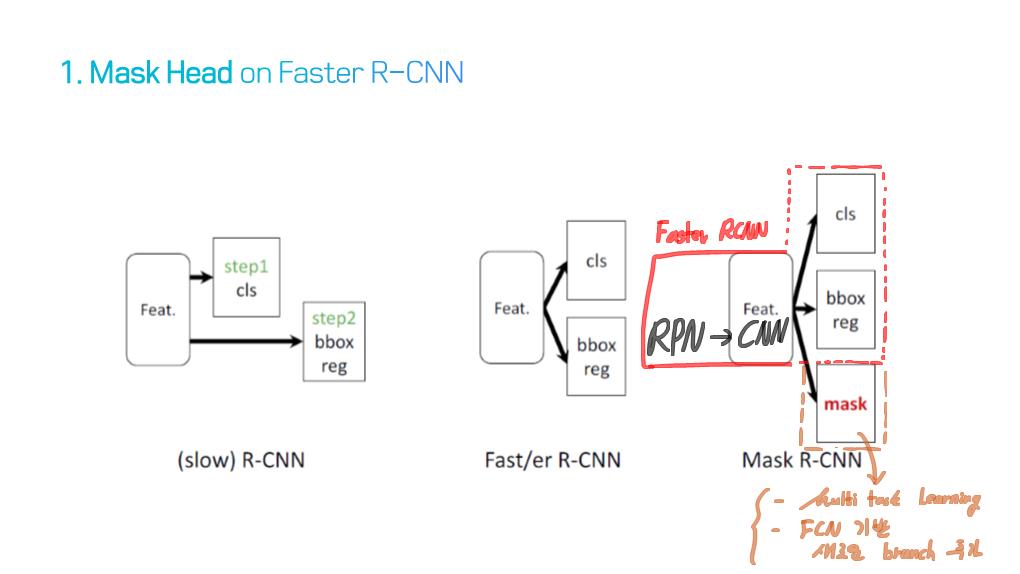 1. Mask Head on Faster R-CNN
Feat.
step1
cls
step2
bbox
reg
(slow) R-CNN
Feat.
cls
bbox
reg
Fast/er R-CNN
Faster RCNN
Feat.
RPN → CNN
cls
bbox
reg
mask
Mask R-CNN
- Multi task Learning
- FCN 기반
새로운 branch 추가